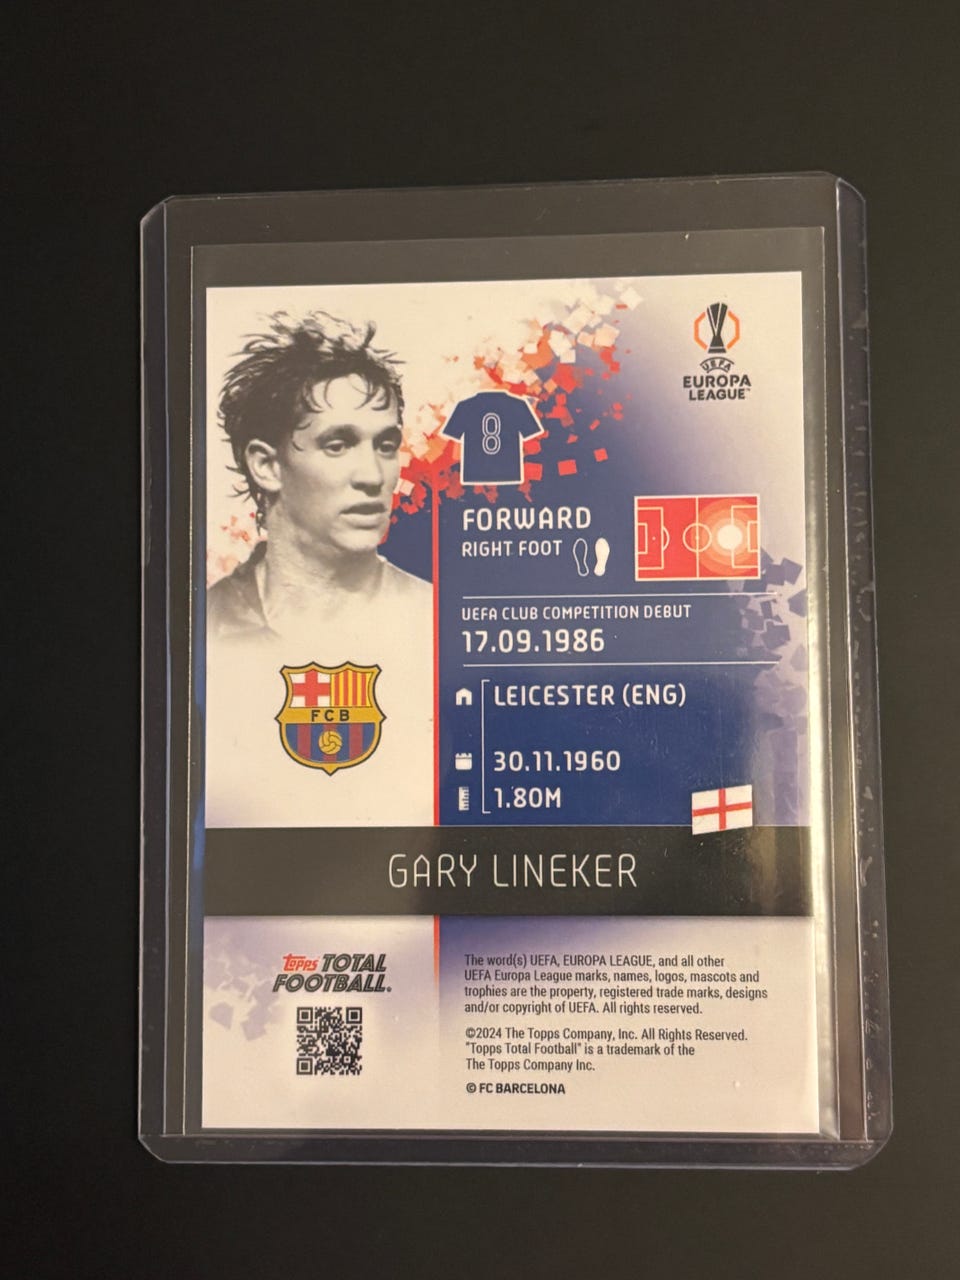 UEFA
EUROPA
LEAGUE™
8
FORWARD
RIGHT FOOT
UEFA CLUB COMPETITION DEBUT
17.09.1986
LEICESTER (ENG)
30.11.1960
1.80M
FCB
GARY LINEKER
topps TOTAL
FOOTBALL®
The word(s) UEFA, EUROPA LEAGUE, and all other
UEFA Europa League marks, names, logos, mascots and
trophies are the property, registered trade marks, designs
and/or copyright of UEFA. All rights reserved.
©2024 The Topps Company, Inc. All Rights Reserved.
"Topps Total Football" is a trademark of the
The Topps Company Inc.
© FC BARCELONA